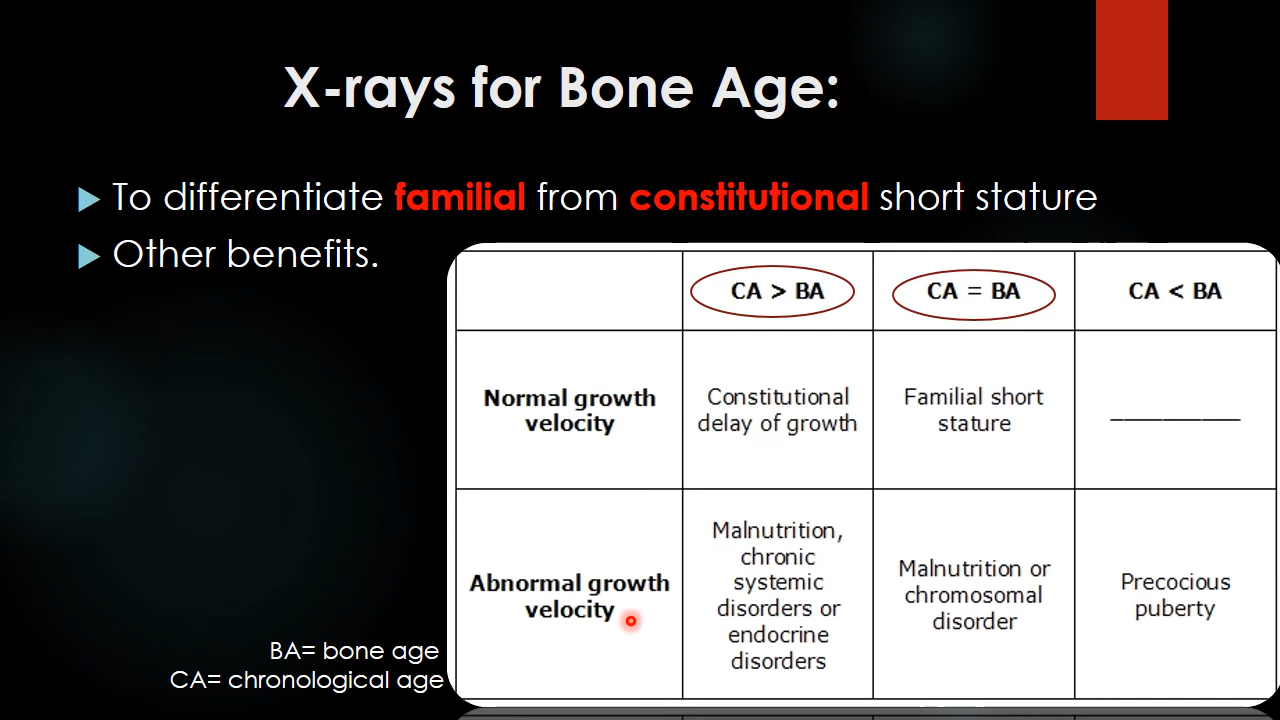 X-rays for Bone Age:
To differentiate familial from constitutional short stature
Other benefits.
CA > BA
CA = BA
CA < BA
Normal growth
velocity
Constitutional
delay of growth
Familial short
stature
Abnormal growth
velocity
Malnutrition,
chronic
systemic
disorders or
endocrine
disorders
Malnutrition or
chromosomal
disorder
Precocious
puberty
BA= bone age
CA= chronological age